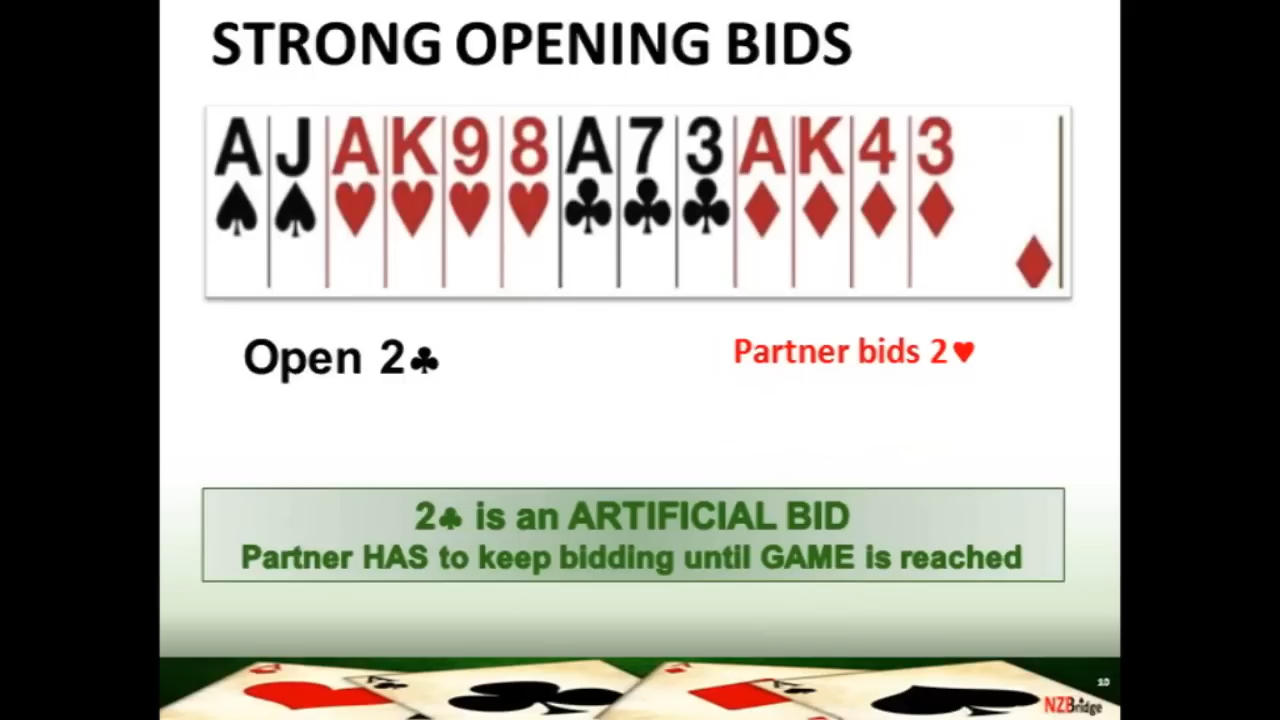 STRONG OPENING BIDS
A J A K 9 8 A 7 3 A K 4 3
♠ ♠ ♥ ♥ ♥ ♥ ♣ ♣ ♣ ♦ ♦ ♦ ♦
Open 2♣
Partner bids 2♥
2♣ is an ARTIFICIAL BID
Partner HAS to keep bidding until GAME is reached
10
NZBridge